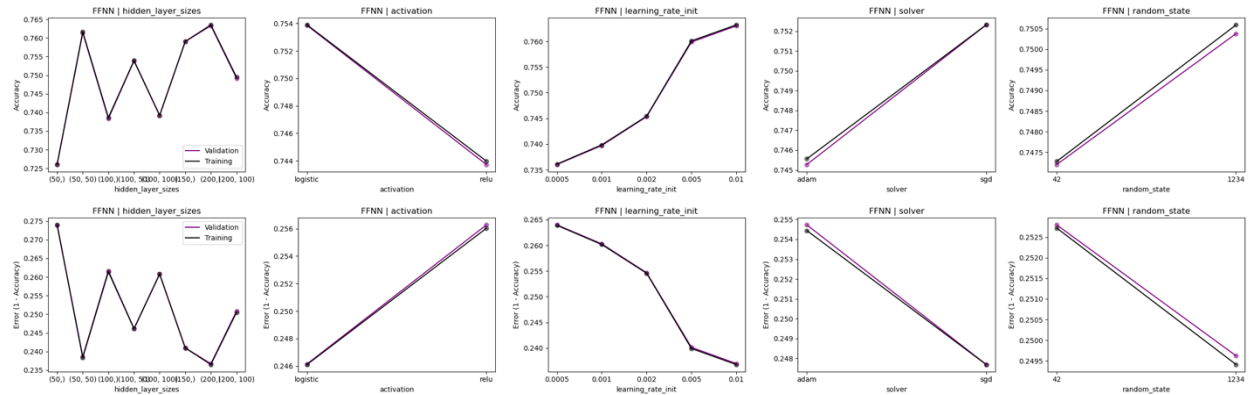 FFNN | hidden_layer_sizes
Accuracy
0.765
0.760
0.755
0.750
0.745
0.740
0.735
0.730
0.725
Validation
Training
(50,) (50, 50) (100,) (100, 50) (150,) (200,) (200, 100)
hidden_layer_sizes
FFNN | activation
Accuracy
0.754
0.752
0.750
0.748
0.746
0.744
logistic relu
activation
FFNN | learning_rate_init
Accuracy
0.760
0.755
0.750
0.745
0.740
0.735
0.0005 0.001 0.002 0.005 0.01
learning_rate_init
FFNN | solver
Accuracy
0.752
0.751
0.750
0.749
0.748
0.747
0.746
0.745
adam sgd
solver
FFNN | random_state
Accuracy
0.7505
0.7500
0.7495
0.7490
0.7485
0.7480
0.7475
42 1234
random_state
FFNN | hidden_layer_sizes
Error (1 - Accuracy)
0.275
0.270
0.265
0.260
0.255
0.250
0.245
0.240
0.235
Validation
Training
(50,) (50, 50) (100,) (100, 50) (150,) (200,) (200, 100)
hidden_layer_sizes
FFNN | activation
Error (1 - Accuracy)
0.256
0.254
0.252
0.250
0.248
0.246
logistic relu
activation
FFNN | learning_rate_init
Error (1 - Accuracy)
0.265
0.260
0.255
0.250
0.245
0.240
0.0005 0.001 0.002 0.005 0.01
learning_rate_init
FFNN | solver
Error (1 - Accuracy)
0.255
0.254
0.253
0.252
0.251
0.250
0.249
0.248
adam sgd
solver
FFNN | random_state
Error (1 - Accuracy)
0.2525
0.2520
0.2515
0.2510
0.2505
0.2500
0.2495
42 1234
random_state